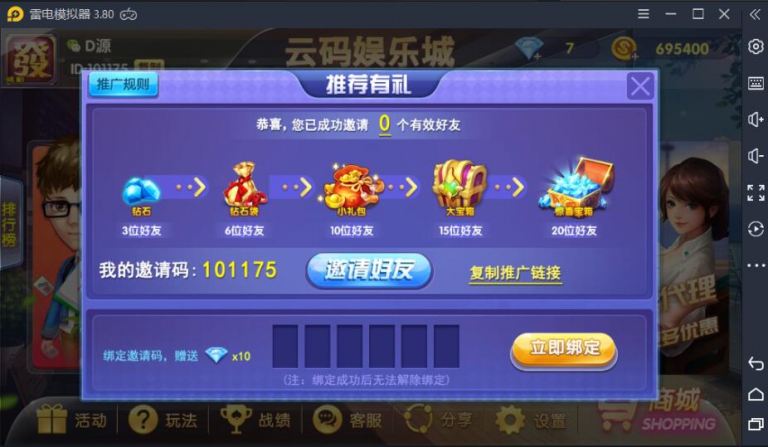 雷电模拟器 3.80
發
D源
云码娱乐城
7
695400
ID:101175
推广规则
推荐有礼
恭喜，您已成功邀请 0 个有效好友
钻石
钻石袋
小礼包
大宝箱
惊喜宝箱
3位好友
6位好友
10位好友
15位好友
20位好友
排行榜
我的邀请码:101175
邀请好友
复制推广链接
代理
多优惠
绑定邀请码，赠送 x10
立即绑定
(注：绑定成功后无法解除绑定)
活动
玩法
战绩
客服
分享
设置
商城
SHOPPING